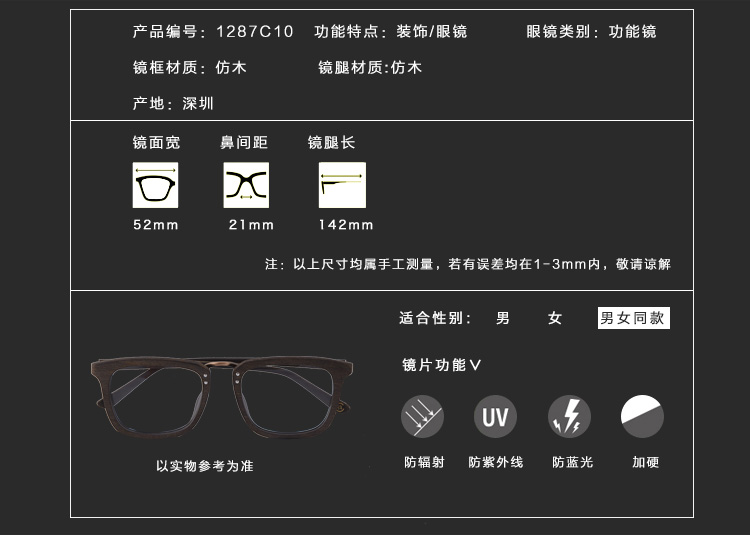 产品编号：1287C10 功能特点：装饰/眼镜 眼镜类别：功能镜
镜框材质：仿木 镜腿材质:仿木
产地：深圳
镜面宽 鼻间距 镜腿长
52mm 21mm 142mm
注：以上尺寸均属手工测量，若有误差均在1-3mm内，敬请谅解
适合性别： 男 女 男女同款
镜片功能∨
UV
防辐射 防紫外线 防蓝光 加硬
以实物参考为准